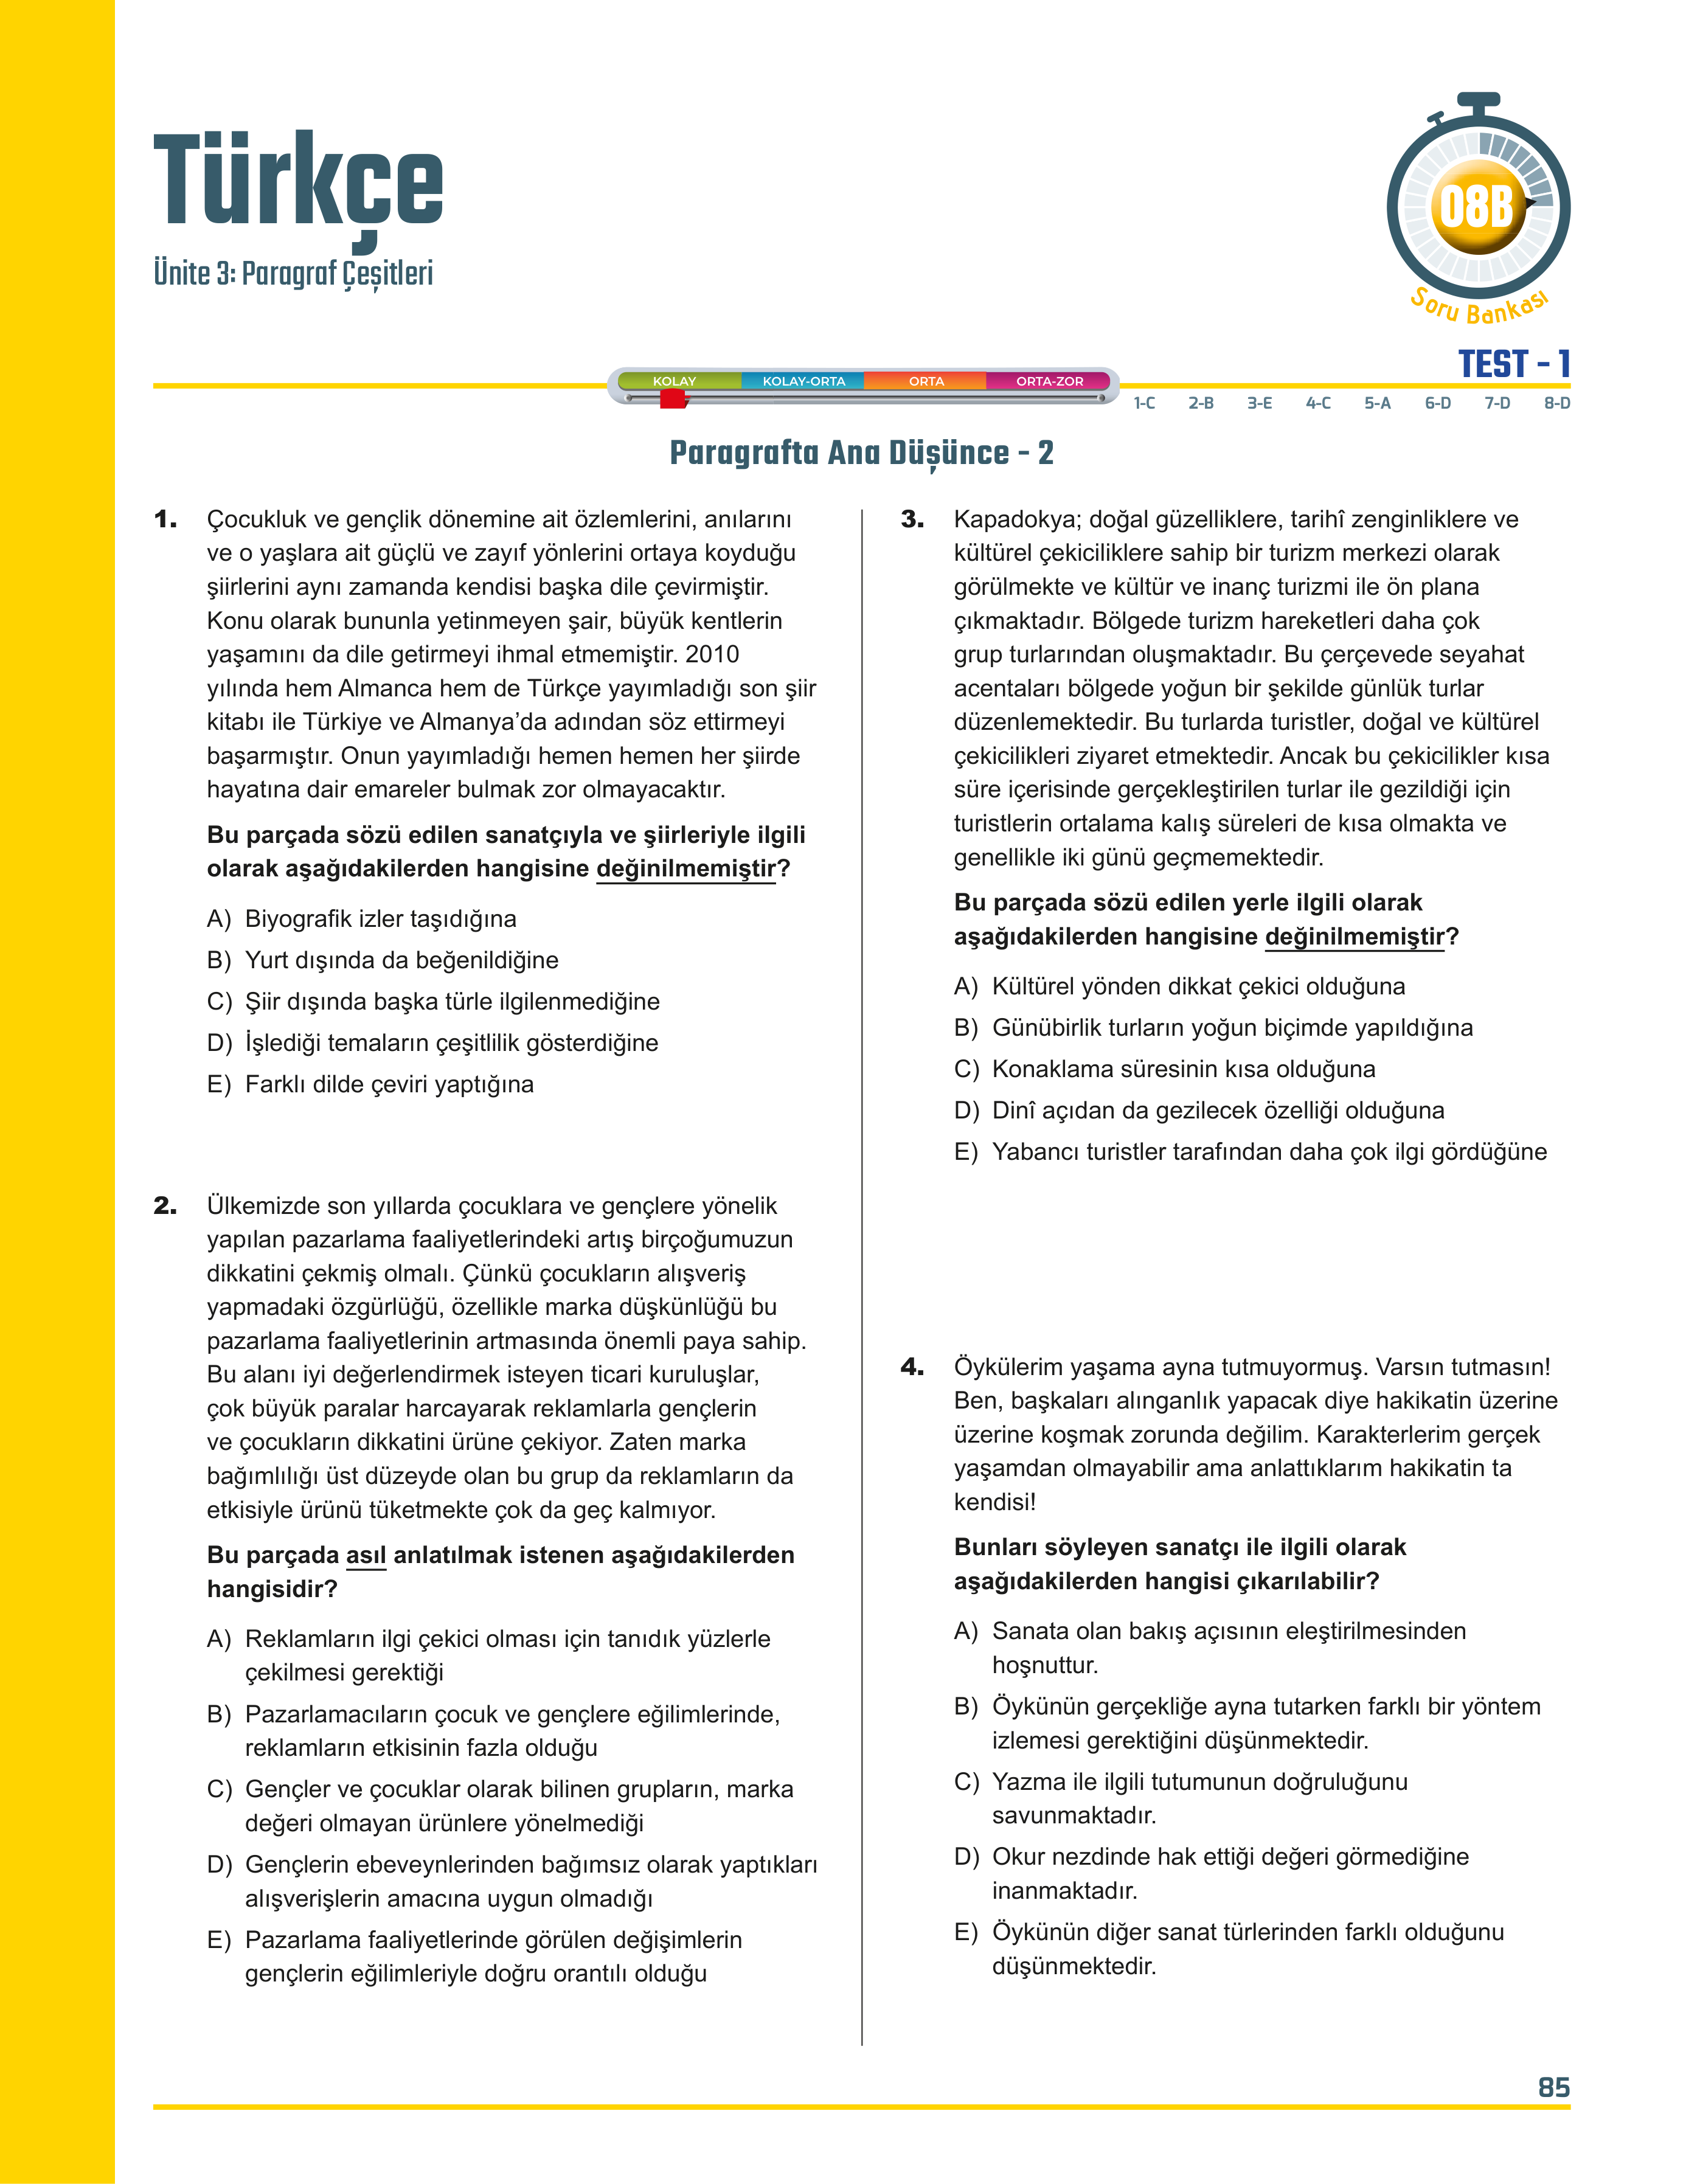 Türkçe
Ünite 3: Paragraf Çeşitleri
08B
Soru Bankası
TEST - 1
KOLAY KOLAY-ORTA ORTA ORTA-ZOR
1-C 2-B 3-E 4-C 5-A 6-D 7-D 8-D
Paragrafta Ana Düşünce - 2
1. Çocukluk ve gençlik dönemine ait özlemlerini, anılarını
ve o yaşlara ait güçlü ve zayıf yönlerini ortaya koyduğu
şiirlerini aynı zamanda kendisi başka dile çevirmiştir.
Konu olarak bununla yetinmeyen şair, büyük kentlerin
yaşamını da dile getirmeyi ihmal etmemiştir. 2010
yılında hem Almanca hem de Türkçe yayımladığı son şiir
kitabı ile Türkiye ve Almanya’da adından söz ettirmeyi
başarmıştır. Onun yayımladığı hemen hemen her şiirde
hayatına dair emareler bulmak zor olmayacaktır.
Bu parçada sözü edilen sanatçıyla ve şiirleriyle ilgili
olarak aşağıdakilerden hangisine değinilmemiştir?
A) Biyografik izler taşıdığına
B) Yurt dışında da beğenildiğine
C) Şiir dışında başka türle ilgilenmediğine
D) İşlediği temaların çeşitlilik gösterdiğine
E) Farklı dilde çeviri yaptığına
2. Ülkemizde son yıllarda çocuklara ve gençlere yönelik
yapılan pazarlama faaliyetlerindeki artış birçoğumuzun
dikkatini çekmiş olmalı. Çünkü çocukların alışveriş
yapmadaki özgürlüğü, özellikle marka düşkünlüğü bu
pazarlama faaliyetlerinin artmasında önemli paya sahip.
Bu alanı iyi değerlendirmek isteyen ticari kuruluşlar,
çok büyük paralar harcayarak reklamlarla gençlerin
ve çocukların dikkatini ürüne çekiyor. Zaten marka
bağımlılığı üst düzeyde olan bu grup da reklamların da
etkisiyle ürünü tüketmekte çok da geç kalmıyor.
Bu parçada asıl anlatılmak istenen aşağıdakilerden
hangisidir?
A) Reklamların ilgi çekici olması için tanıdık yüzlerle
çekilmesi gerektiği
B) Pazarlamacıların çocuk ve gençlere eğilimlerinde,
reklamların etkisinin fazla olduğu
C) Gençler ve çocuklar olarak bilinen grupların, marka
değeri olmayan ürünlere yönelmediği
D) Gençlerin ebeveynlerinden bağımsız olarak yaptıkları
alışverişlerin amacına uygun olmadığı
E) Pazarlama faaliyetlerinde görülen değişimlerin
gençlerin eğilimleriyle doğru orantılı olduğu
3. Kapadokya; doğal güzelliklere, tarihî zenginliklere ve
kültürel çekiciliklere sahip bir turizm merkezi olarak
görülmekte ve kültür ve inanç turizmi ile ön plana
çıkmaktadır. Bölgede turizm hareketleri daha çok
grup turlarından oluşmaktadır. Bu çerçevede seyahat
acentaları bölgede yoğun bir şekilde günlük turlar
düzenlemektedir. Bu turlarda turistler, doğal ve kültürel
çekicilikleri ziyaret etmektedir. Ancak bu çekicilikler kısa
süre içerisinde gerçekleştirilen turlar ile gezildiği için
turistlerin ortalama kalış süreleri de kısa olmakta ve
genellikle iki günü geçmemektedir.
Bu parçada sözü edilen yerle ilgili olarak
aşağıdakilerden hangisine değinilmemiştir?
A) Kültürel yönden dikkat çekici olduğuna
B) Günübirlik turların yoğun biçimde yapıldığına
C) Konaklama süresinin kısa olduğuna
D) Dinî açıdan da gezilecek özelliği olduğuna
E) Yabancı turistler tarafından daha çok ilgi gördüğüne
4. Öykülerim yaşama ayna tutmuyormuş. Varsın tutmasın!
Ben, başkaları alınganlık yapacak diye hakikatin üzerine
üzerine koşmak zorunda değilim. Karakterlerim gerçek
yaşamdan olmayabilir ama anlattıklarım hakikatin ta
kendisi!
Bunları söyleyen sanatçı ile ilgili olarak
aşağıdakilerden hangisi çıkarılabilir?
A) Sanata olan bakış açısının eleştirilmesinden
hoşnuttur.
B) Öykünün gerçekliğe ayna tutarken farklı bir yöntem
izlemesi gerektiğini düşünmektedir.
C) Yazma ile ilgili tutumunun doğruluğunu
savunmaktadır.
D) Okur nezdinde hak ettiği değeri görmediğine
inanmaktadır.
E) Öykünün diğer sanat türlerinden farklı olduğunu
düşünmektedir.
85